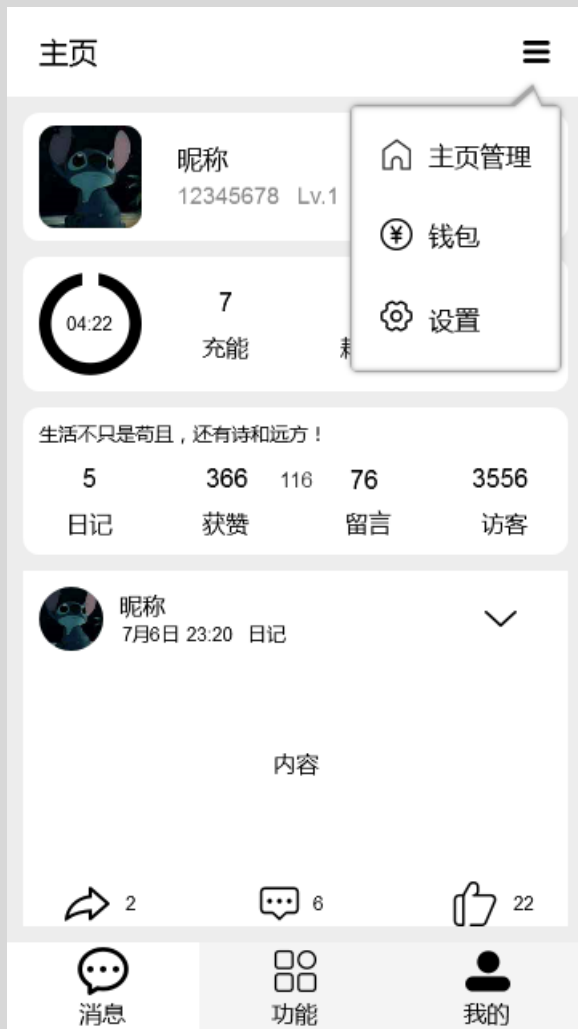 主页
主页管理
钱包
设置
昵称
12345678 Lv.1
04:22
7
充能
生活不只是苟且，还有诗和远方！
5 366 116 76 3556
日记 获赞 留言 访客
昵称
7月6日 23:20 日记
内容
2 6 22
消息 功能 我的